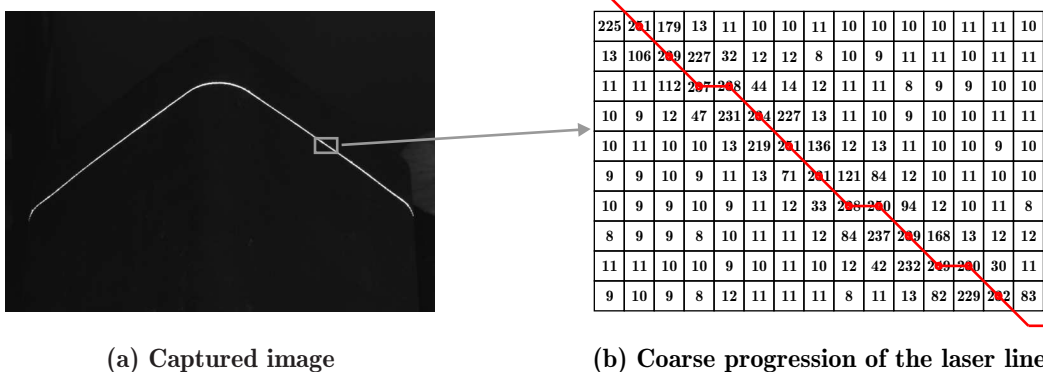 225 179 13 11 10 10 11 10 10 10 10 11 11 10
13 106 227 32 12 12 8 10 9 11 11 10 11 11
11 11 112 44 14 12 11 11 8 9 9 10 10
10 9 12 47 231 227 13 11 10 9 10 10 11 11
10 11 10 10 13 219 136 12 13 11 10 10 9 10
9 9 10 9 11 13 71 121 84 12 10 11 10 10
10 9 9 10 9 11 12 33 94 12 10 11 8
8 9 9 8 10 11 11 12 84 237 168 13 12 12
11 11 10 10 9 10 11 10 12 42 232 30 11
9 10 9 8 12 11 11 11 8 11 13 82 229 83
(a) Captured image
(b) Coarse progression of the laser line